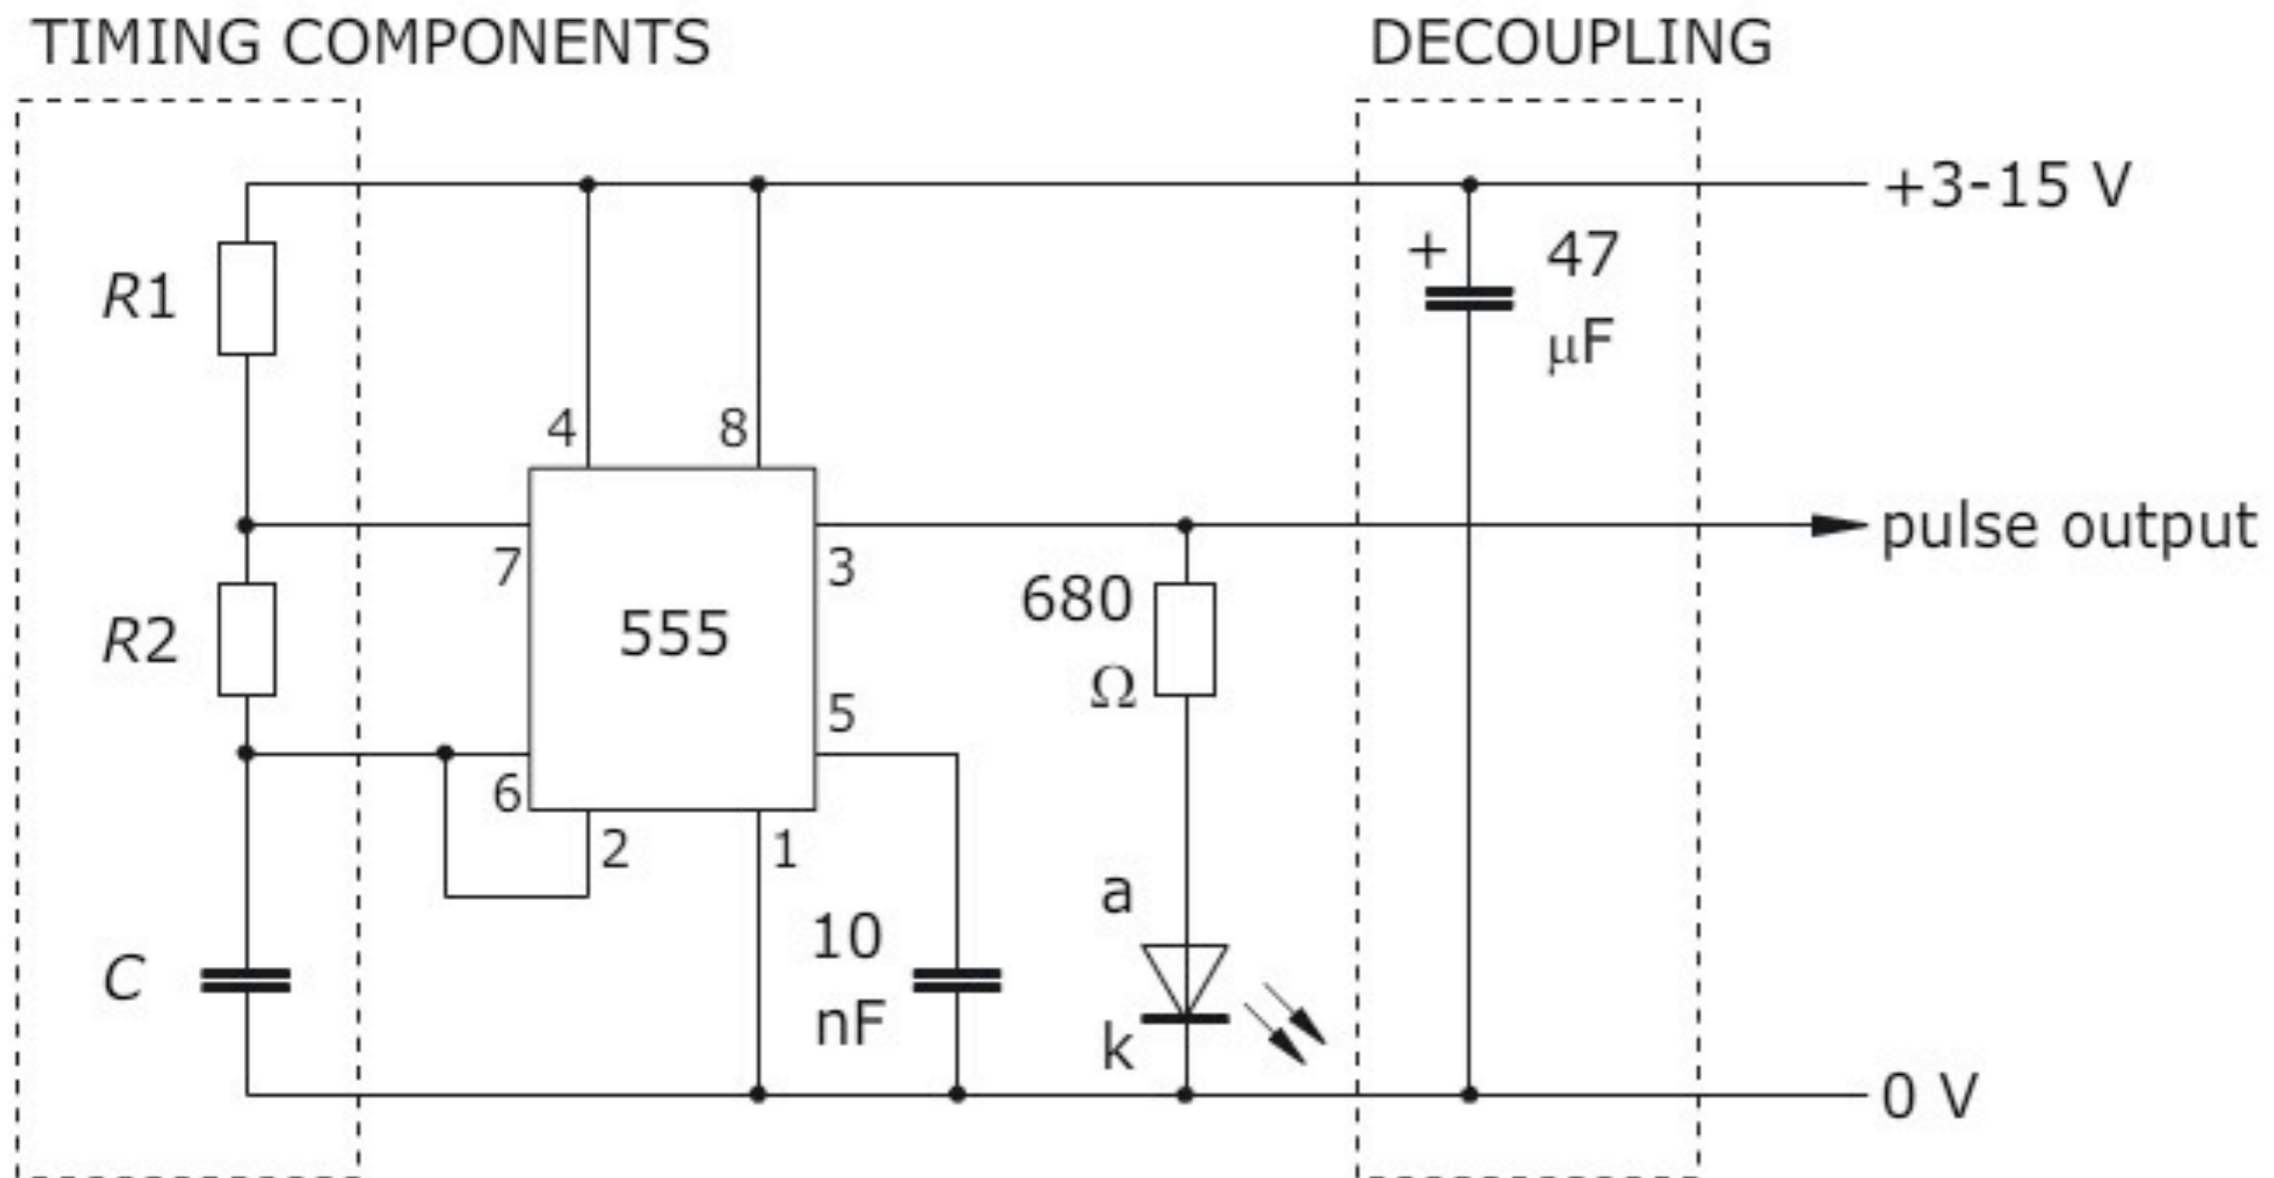 TIMING COMPONENTS
DECOUPLING
+3-15 V
+
47
µF
R1
4
8
7
3
pulse output
680
Ω
R2
555
5
6
2
1
a
10
nF
C
k
0 V